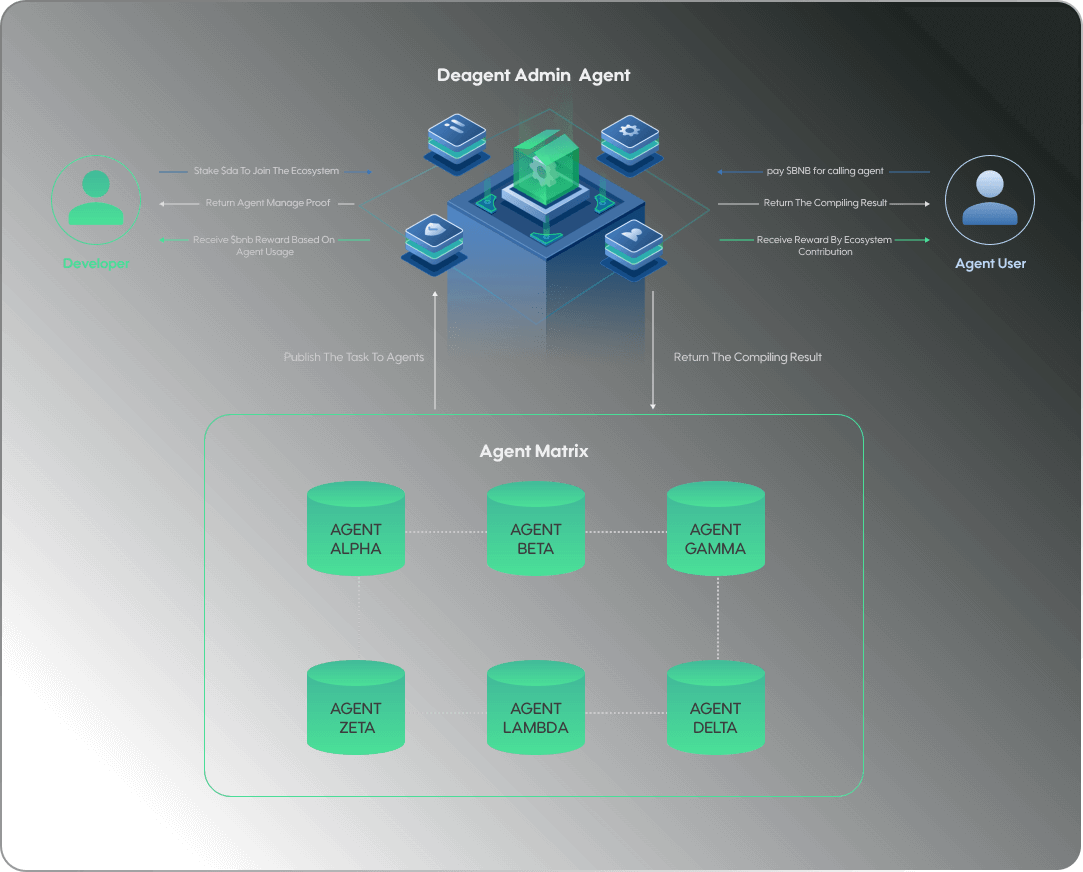 Deagent Admin Agent
Stake Sda To Join The Ecosystem
Return Agent Manage Proof
Receive $bnb Reward Based On
Agent Usage
Developer
pay $BNB for calling agent
Return The Compiling Result
Receive Reward By Ecosystem
Contribution
Agent User
Publish The Task To Agents
Return The Compiling Result
Agent Matrix
AGENT
ALPHA
AGENT
BETA
AGENT
GAMMA
AGENT
ZETA
AGENT
LAMBDA
AGENT
DELTA